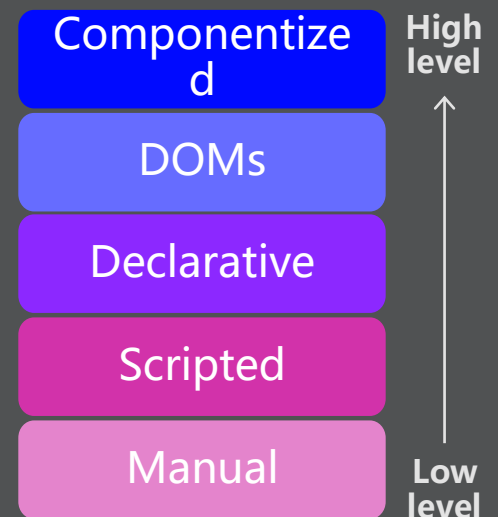 Componentize
d
High
level
DOMs
Declarative
Scripted
Manual
Low
level